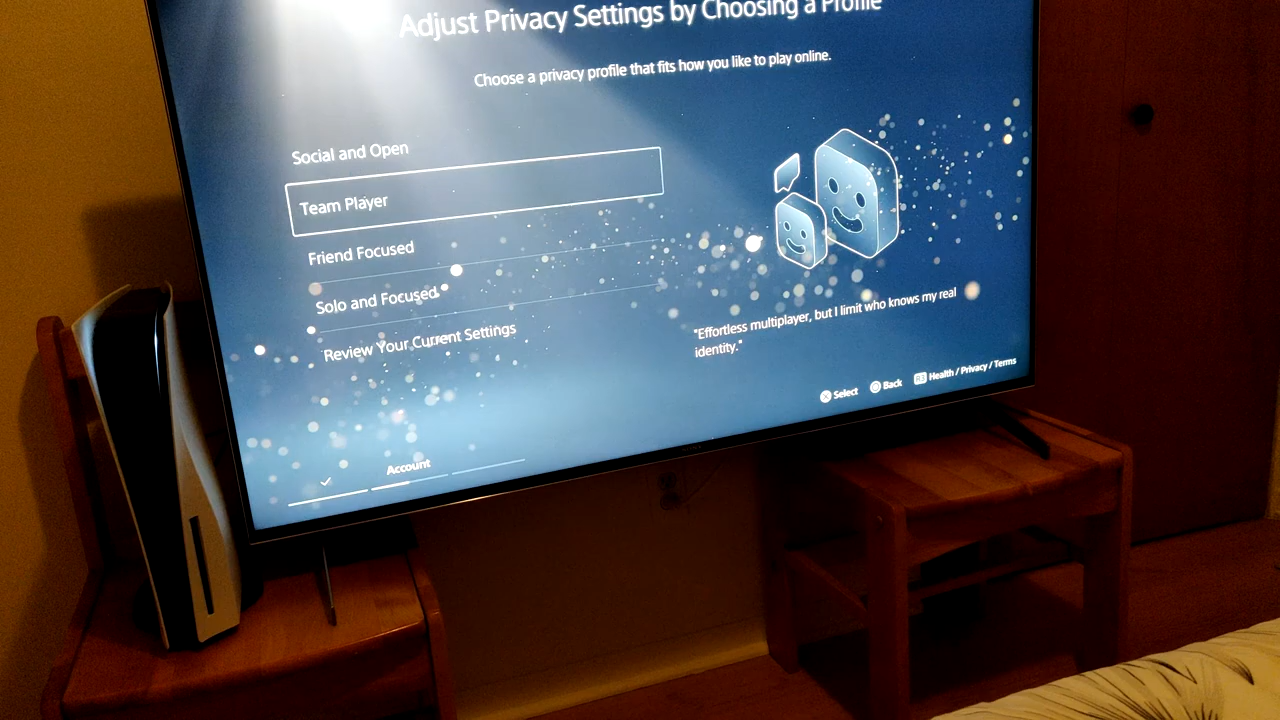 Adjust Privacy Settings by Choosing a Profile
Choose a privacy profile that fits how you like to play online.
Social and Open
Team Player
Friend Focused
Solo and Focused
Review Your Current Settings
"Effortless multiplayer, but I limit who knows my real
identity."
Select Back R3 Health / Privacy / Terms
Account